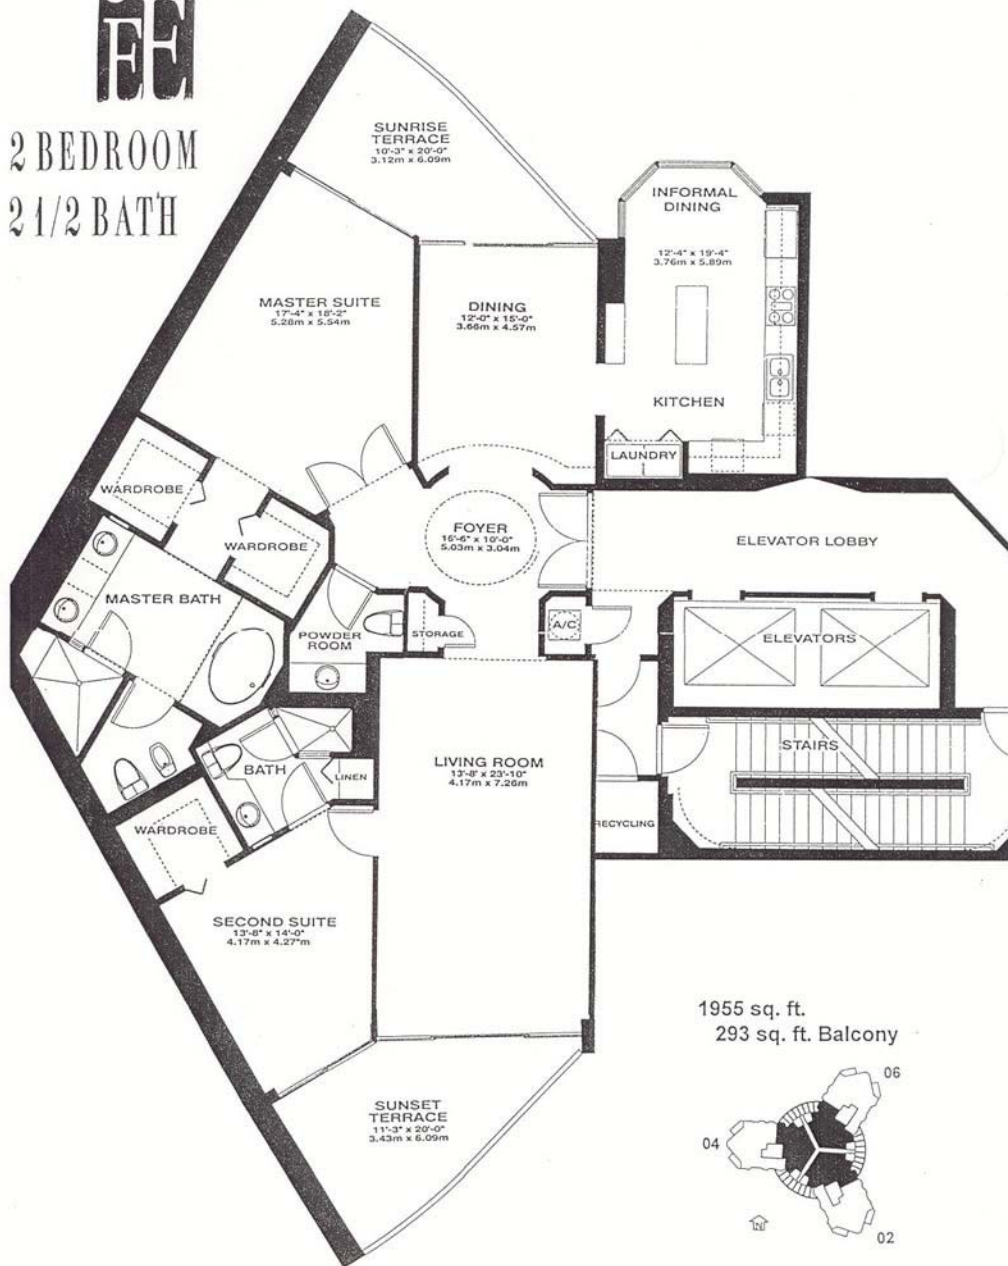 EE
2 BEDROOM
2 1/2 BATH
SUNRISE
TERRACE
10'-3" x 20'-0"
3.12m x 6.09m
INFORMAL
DINING
12'-4" x 19'-4"
3.76m x 5.89m
MASTER SUITE
17'-4" x 18'-2"
5.28m x 5.54m
DINING
12'-0" x 15'-0"
3.66m x 4.57m
KITCHEN
LAUNDRY
WARDROBE
WARDROBE
FOYER
16'-6" x 10'-0"
5.03m x 3.04m
ELEVATOR LOBBY
MASTER BATH
POWDER
ROOM
STORAGE
A/C
ELEVATORS
STAIRS
BATH
LINEN
LIVING ROOM
13'-8" x 23'-10"
4.17m x 7.26m
RECYCLING
WARDROBE
SECOND SUITE
13'-8" x 14'-0"
4.17m x 4.27"m
1955 sq. ft.
293 sq. ft. Balcony
SUNSET
TERRACE
11'-3" x 20'-0"
3.43m x 6.09m
06
04
N
02